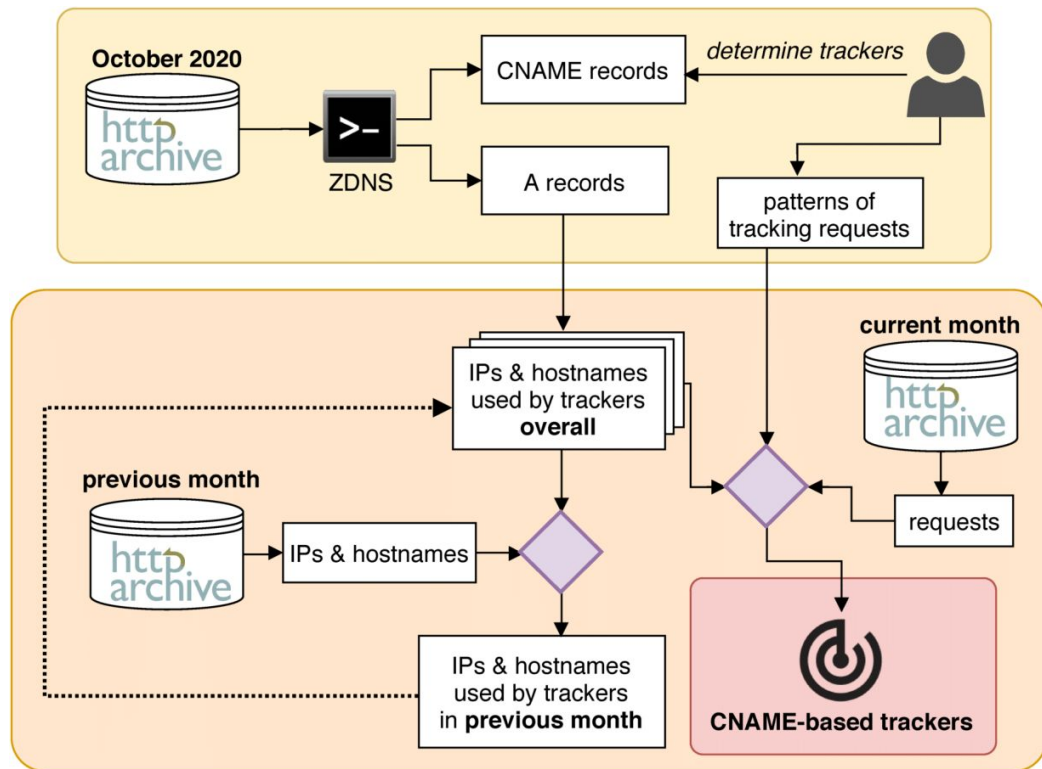 October 2020
http
archive
>-
ZDNS
CNAME records
determine trackers
A records
patterns of
tracking requests
IPs & hostnames
used by trackers
overall
current month
http
archive
requests
previous month
http
archive
IPs & hostnames
IPs & hostnames
used by trackers
in previous month
CNAME-based trackers